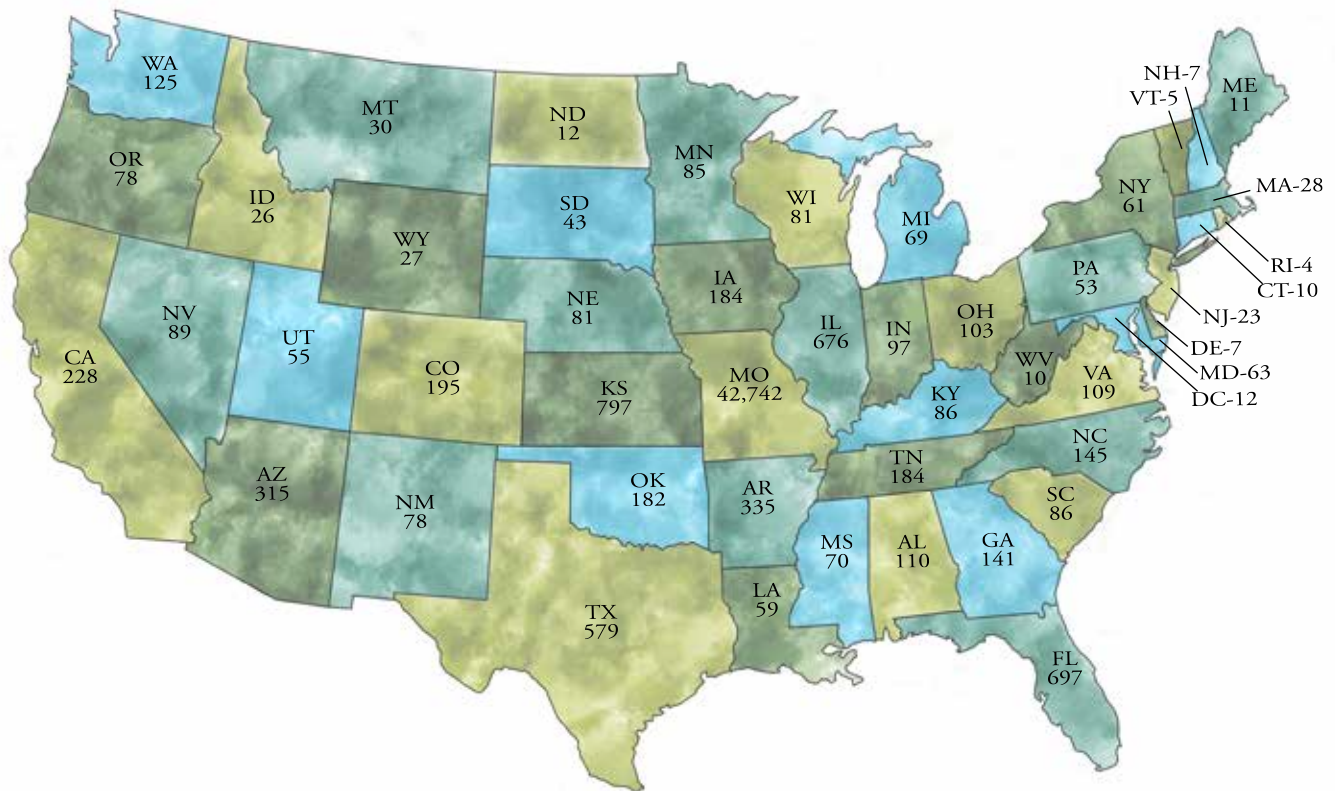 WA
125
OR
78
CA
228
NV
89
ID
26
MT
30
WY
27
UT
55
AZ
315
CO
195
NM
78
ND
12
SD
43
NE
81
KS
797
OK
182
TX
579
MN
85
IA
184
MO
42,742
AR
335
LA
59
WI
81
IL
676
MI
69
IN
97
OH
103
KY
86
TN
184
MS
70
AL
110
GA
141
FL
697
SC
86
NC
145
VA
109
WV
10
PA
53
NY
61
NH-7
VT-5
ME
11
MA-28
RI-4
CT-10
NJ-23
DE-7
MD-63
DC-12